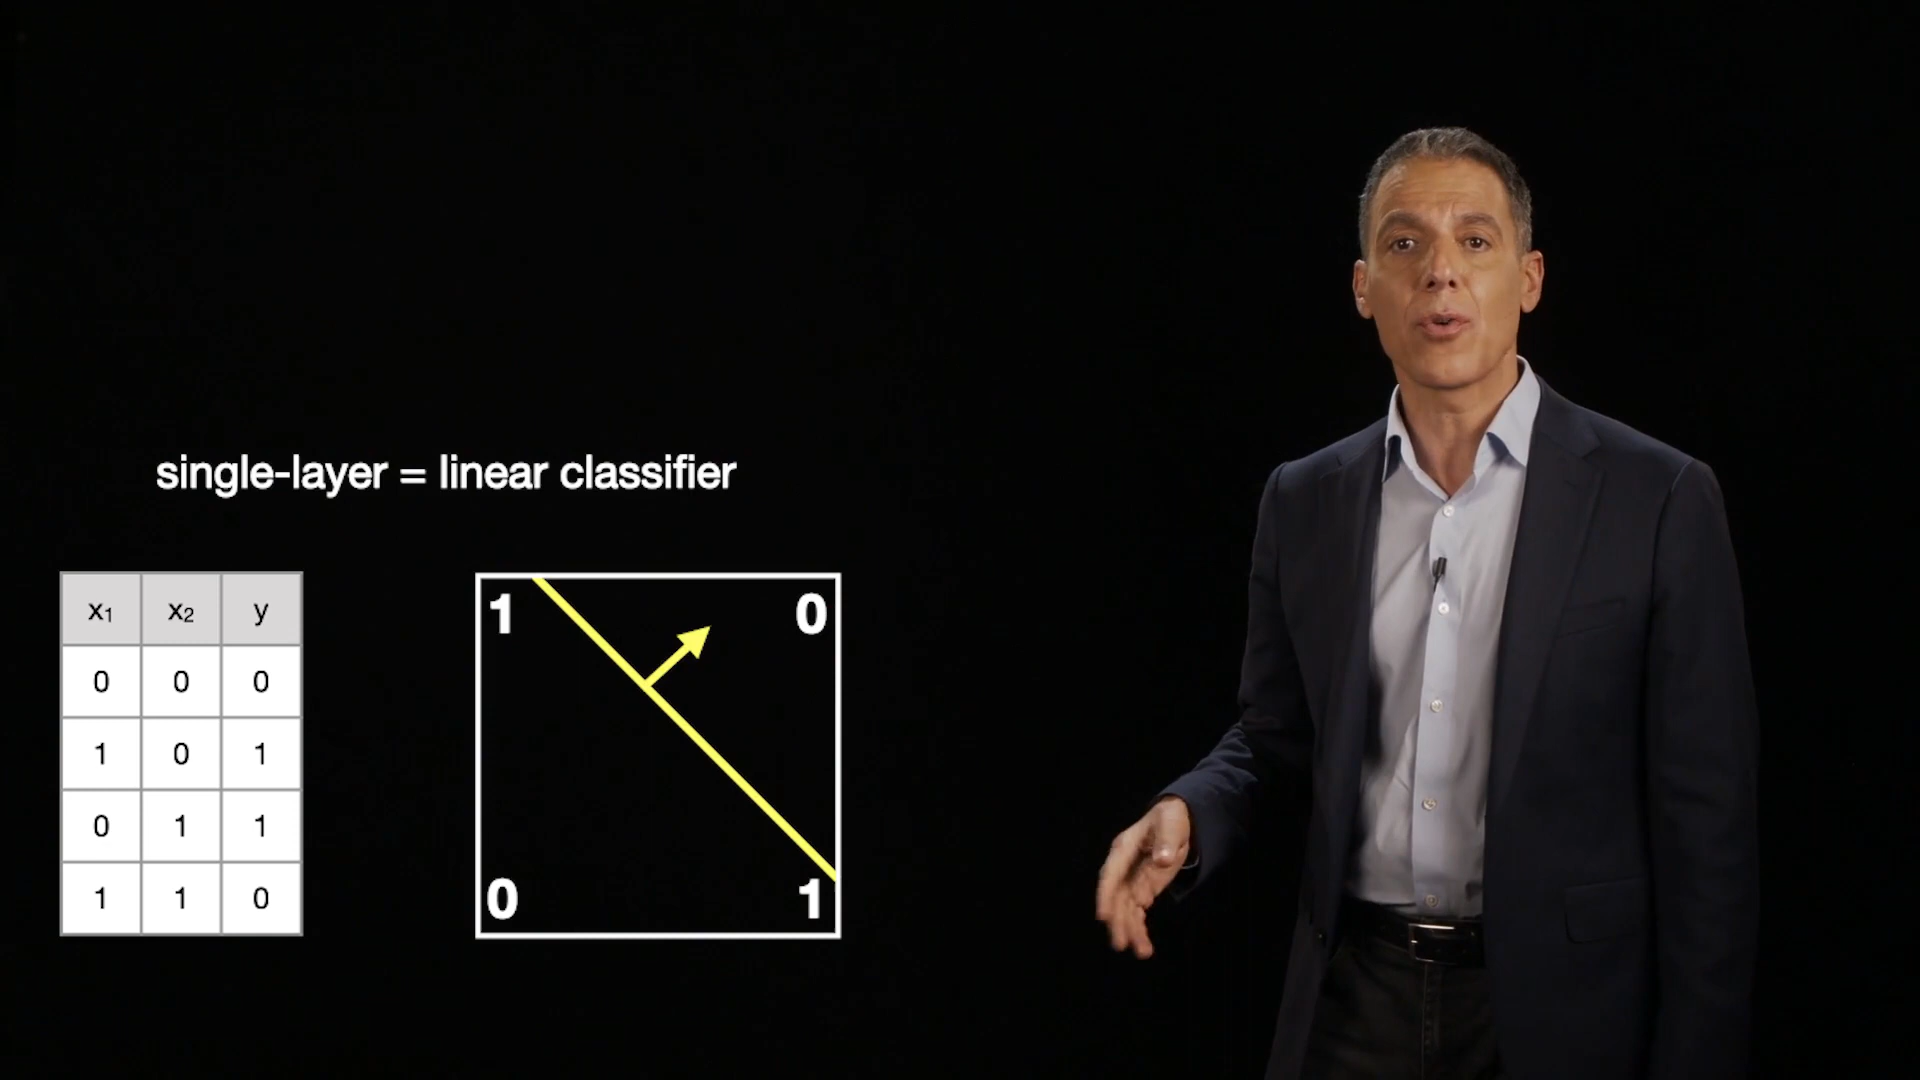 single-layer = linear classifier
x₁ x₂ y
0 0 0
1 0 1
0 1 1
1 1 0
1 0
0 1